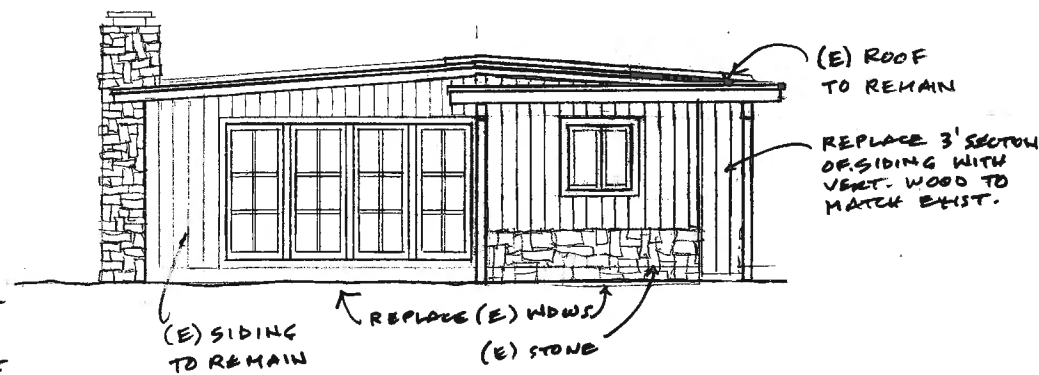 (E) ROOF
TO REMAIN
REPLACE 3' SECTION
OF SIDING WITH
VERT. WOOD TO
MATCH EXIST.
REPLACE (E) WDWS
(E) SIDING
TO REMAIN
(E) STONE